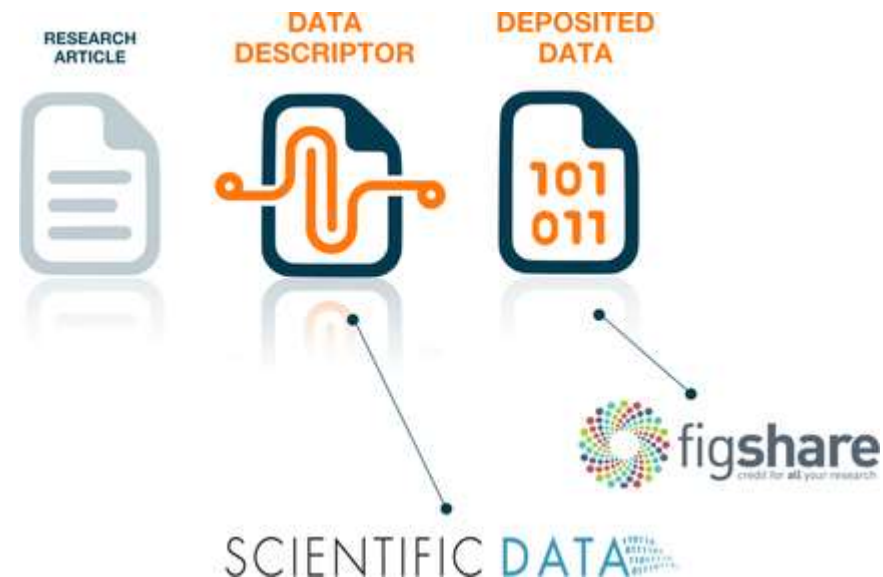 RESEARCH
ARTICLE
DATA
DESCRIPTOR
DEPOSITED
DATA
101
011
figshare
credit for all your research
SCIENTIFIC DATA